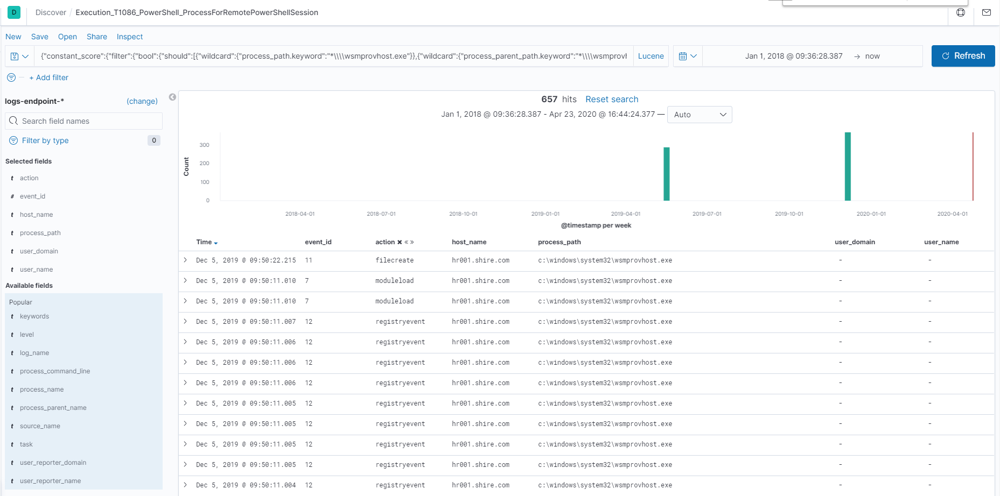 D Discover / Execution_T1086_PowerShell_ProcessForRemotePowerShellSession
New Save Open Share Inspect
{"constant_score":{"filter":{"bool":{"should":[{"wildcard":{"process_path.keyword":"*\\\\wsmprovhost.exe"}},{"wildcard":{"process_parent_path.keyword":"*\\\\wsmprovh Lucene Jan 1, 2018 @ 09:36:28.387 → now Refresh
+ Add filter
logs-endpoint-* (change)
Search field names
Filter by type 0
Selected fields
t action
# event_id
t host_name
t process_path
t user_domain
t user_name
Available fields
Popular
t keywords
t level
t log_name
t process_command_line
t process_name
t process_parent_name
t source_name
t task
t user_reporter_domain
t user_reporter_name
657 hits Reset search
Jan 1, 2018 @ 09:36:28.387 - Apr 23, 2020 @ 16:44:24.377 — Auto
Count
300
200
100
0
2018-04-01 2018-07-01 2018-10-01 2019-01-01 2019-04-01 2019-07-01 2019-10-01 2020-01-01 2020-04-01
@timestamp per week
Time event_id action ✖ « » host_name process_path user_domain user_name
> Dec 5, 2019 @ 09:50:22.215 11 filecreate hr001.shire.com c:\windows\system32\wsmprovhost.exe - -
> Dec 5, 2019 @ 09:50:11.010 7 moduleload hr001.shire.com c:\windows\system32\wsmprovhost.exe - -
> Dec 5, 2019 @ 09:50:11.010 7 moduleload hr001.shire.com c:\windows\system32\wsmprovhost.exe - -
> Dec 5, 2019 @ 09:50:11.007 12 registryevent hr001.shire.com c:\windows\system32\wsmprovhost.exe - -
> Dec 5, 2019 @ 09:50:11.006 12 registryevent hr001.shire.com c:\windows\system32\wsmprovhost.exe - -
> Dec 5, 2019 @ 09:50:11.006 12 registryevent hr001.shire.com c:\windows\system32\wsmprovhost.exe - -
> Dec 5, 2019 @ 09:50:11.006 12 registryevent hr001.shire.com c:\windows\system32\wsmprovhost.exe - -
> Dec 5, 2019 @ 09:50:11.005 12 registryevent hr001.shire.com c:\windows\system32\wsmprovhost.exe - -
> Dec 5, 2019 @ 09:50:11.005 12 registryevent hr001.shire.com c:\windows\system32\wsmprovhost.exe - -
> Dec 5, 2019 @ 09:50:11.005 12 registryevent hr001.shire.com c:\windows\system32\wsmprovhost.exe - -
> Dec 5, 2019 @ 09:50:11.005 12 registryevent hr001.shire.com c:\windows\system32\wsmprovhost.exe - -
> Dec 5, 2019 @ 09:50:11.004 12 registryevent hr001.shire.com c:\windows\system32\wsmprovhost.exe - -